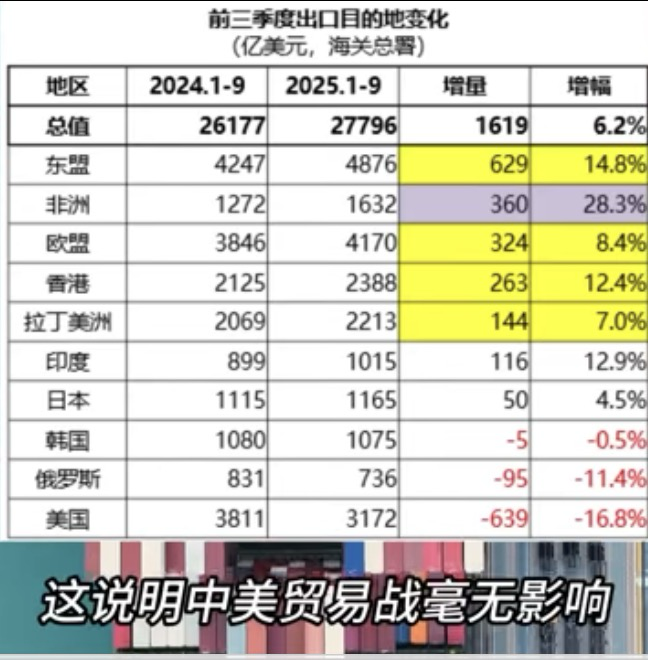 前三季度出口目的地变化
（亿美元，海关总署）
地区 2024.1-9 2025.1-9 增量 增幅
总值 26177 27796 1619 6.2%
东盟 4247 4876 629 14.8%
非洲 1272 1632 360 28.3%
欧盟 3846 4170 324 8.4%
香港 2125 2388 263 12.4%
拉丁美洲 2069 2213 144 7.0%
印度 899 1015 116 12.9%
日本 1115 1165 50 4.5%
韩国 1080 1075 -5 -0.5%
俄罗斯 831 736 -95 -11.4%
美国 3811 3172 -639 -16.8%
这说明中美贸易战毫无影响